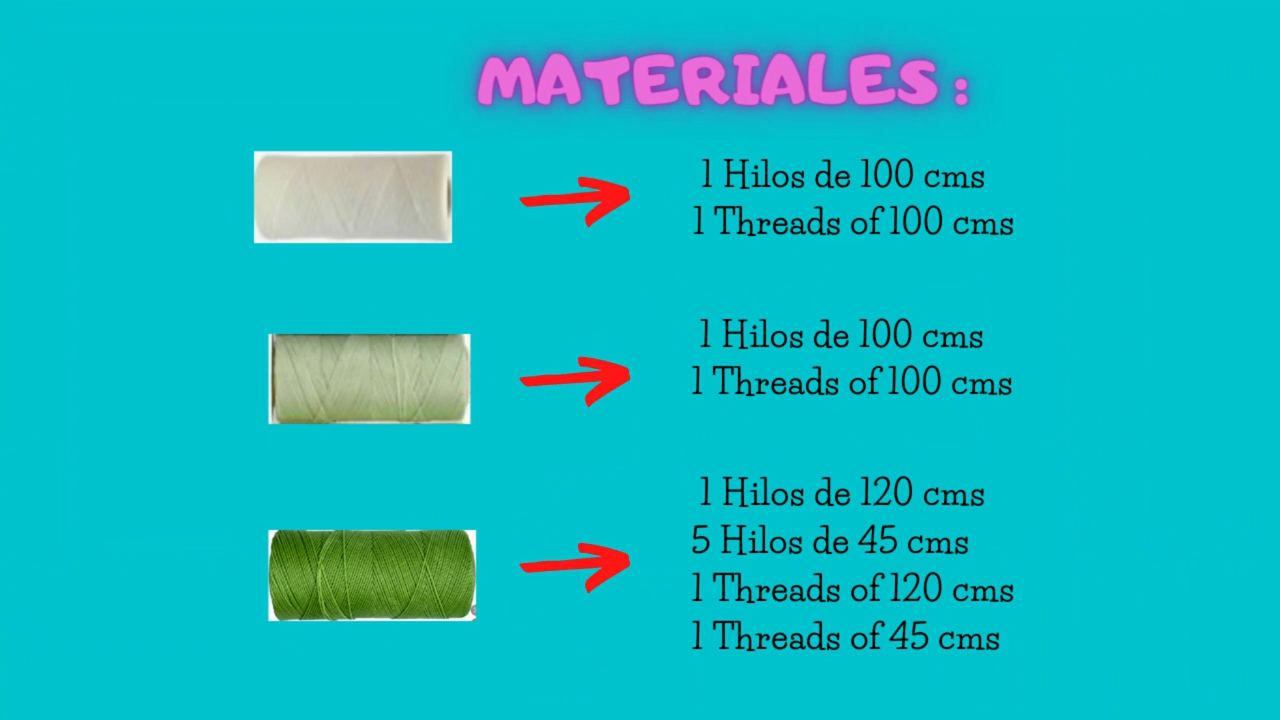 MATERIALES :
1 Hilos de 100 cms
1 Threads of 100 cms
1 Hilos de 100 cms
1 Threads of 100 cms
1 Hilos de 120 cms
5 Hilos de 45 cms
1 Threads of 120 cms
1 Threads of 45 cms